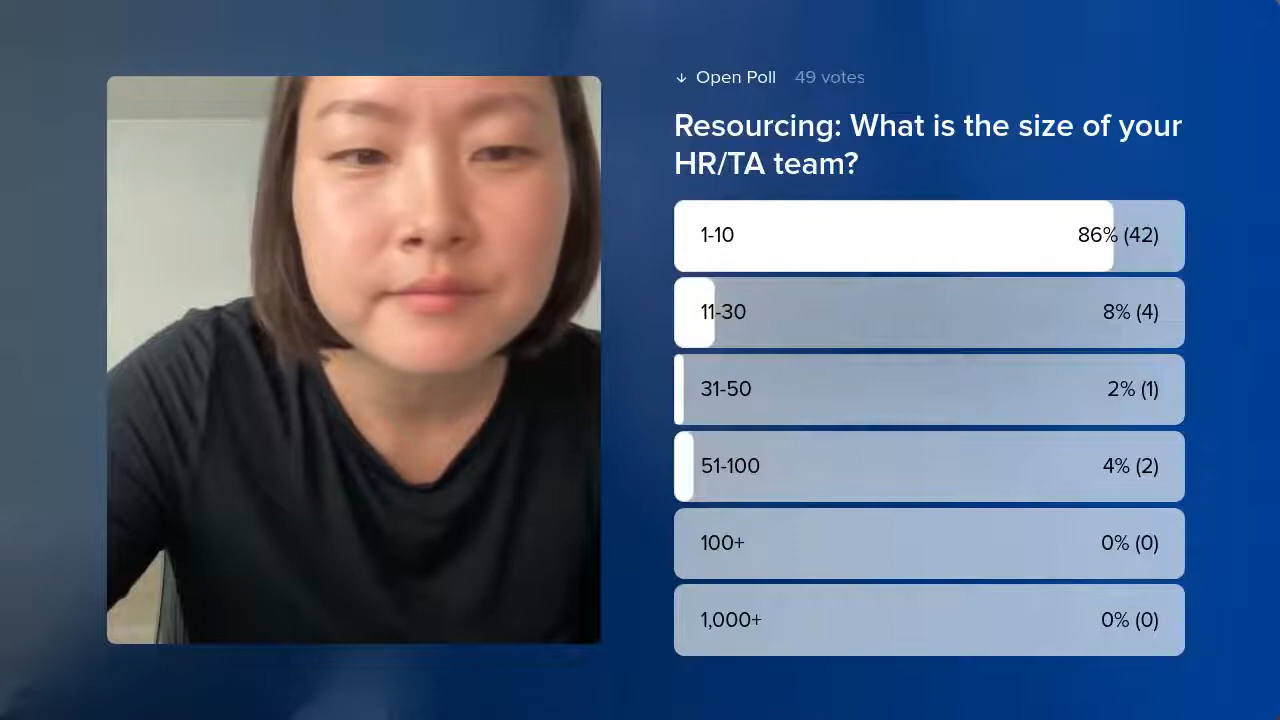 Open Poll 49 votes
Resourcing: What is the size of your
HR/TA team?
1-10 86% (42)
11-30 8% (4)
31-50 2% (1)
51-100 4% (2)
100+ 0% (0)
1,000+ 0% (0)